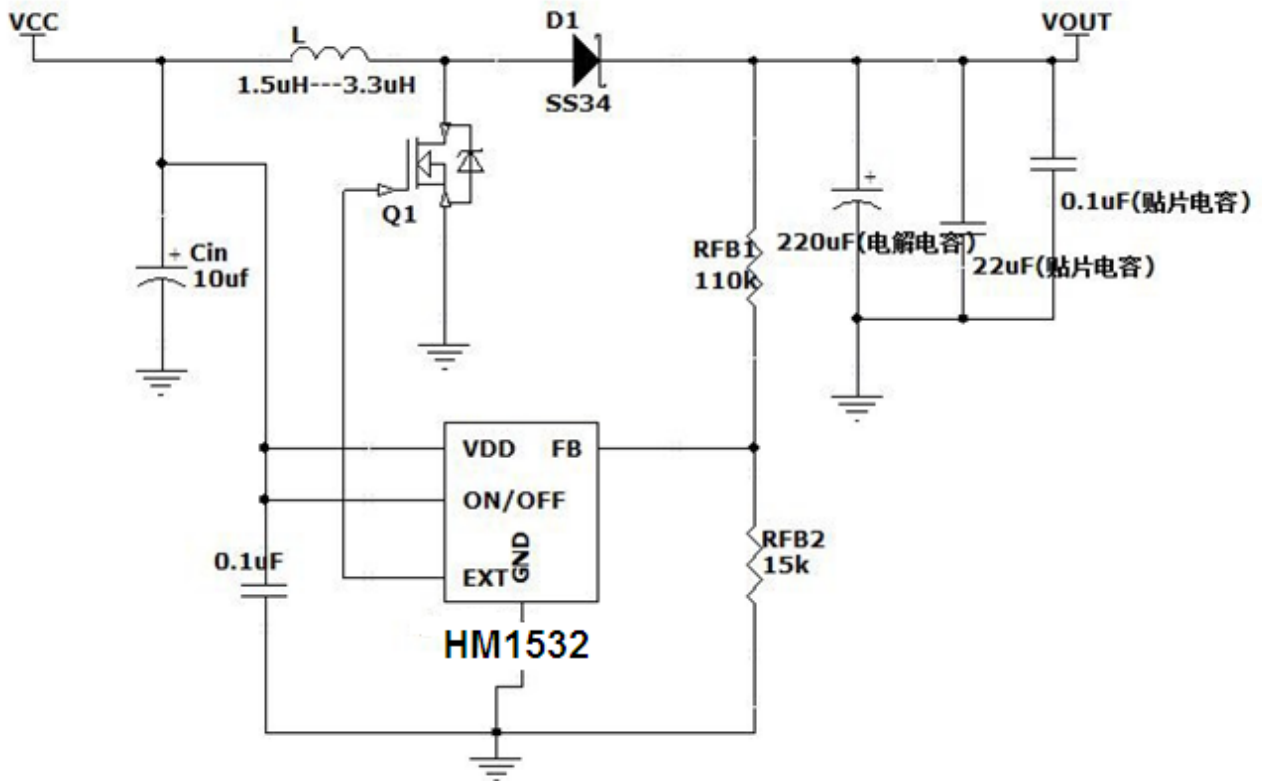 VCC
L
1.5uH---3.3uH
D1
SS34
VOUT
Q1
Cin
10uf
+
RFB1
110k
+
220uF(电解电容)
22uF(贴片电容)
0.1uF(贴片电容)
VDD FB
ON/OFF
EXT
GND
HM1532
0.1uF
RFB2
15k